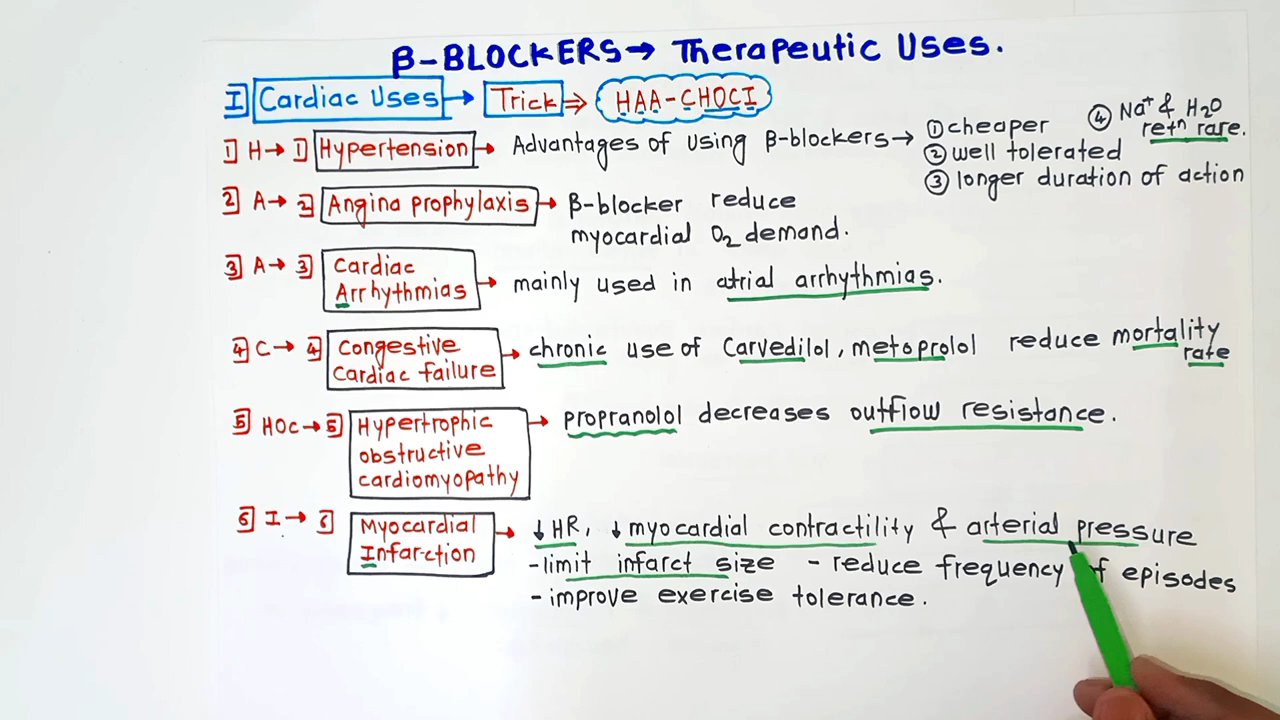 β-BLOCKERS→ Therapeutic Uses.
I Cardiac Uses → Trick ⇒ HAA-CHOCI
1 H→ 1 Hypertension → Advantages of using β-blockers → ① cheaper ④ Na⁺ & H₂O
retⁿ rare.
② well tolerated
③ longer duration of action
2 A→ 2 Angina prophylaxis → β-blocker reduce
myocardial O₂ demand.
3 A→ 3 Cardiac
Arrhythmias → mainly used in atrial arrhythmias.
4 C→ 4 Congestive
Cardiac failure → chronic use of Carvedilol, metoprolol reduce mortality
rate
5 HOC→ 5 Hypertrophic
obstructive
cardiomyopathy → propranolol decreases outflow resistance.
6 I→ 6 Myocardial
Infarction → ↓HR, ↓myocardial contractility & arterial pressure
-limit infarct size - reduce frequency of episodes
-improve exercise tolerance.